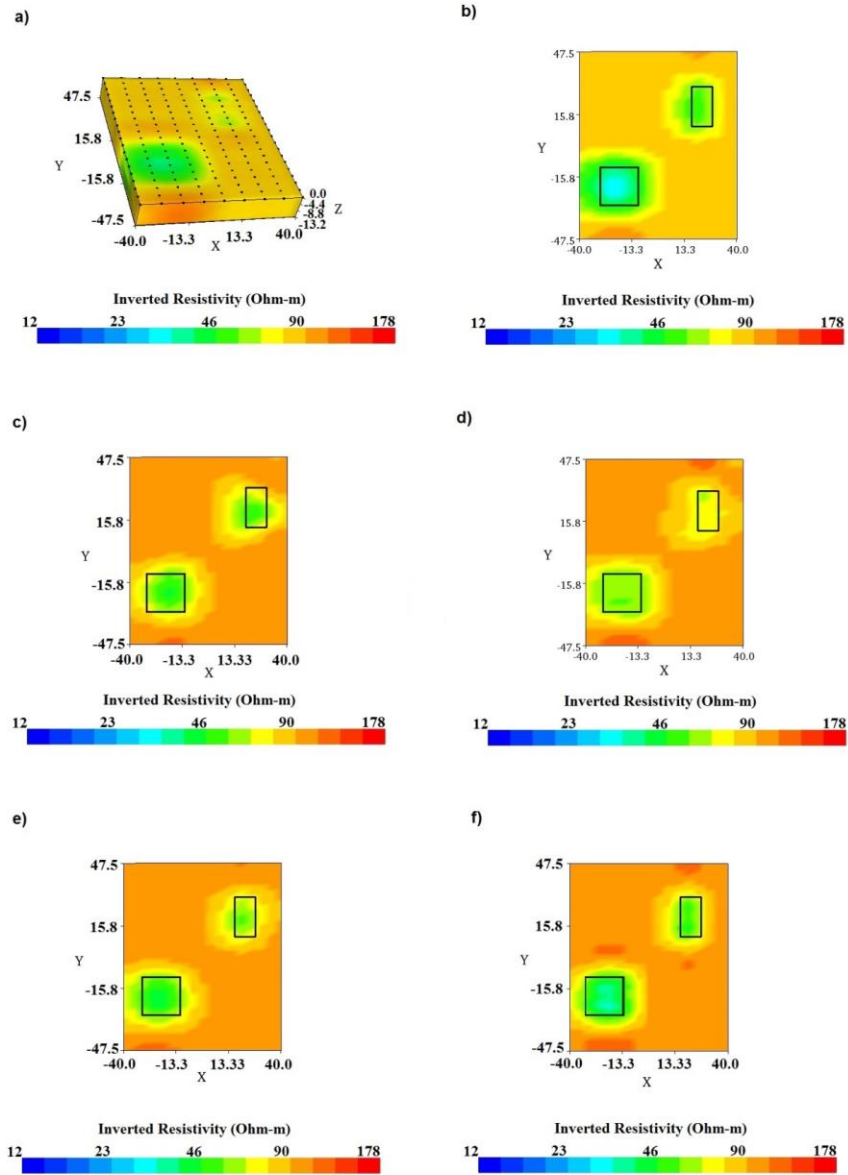 a)
47.5
15.8
Y
-15.8
-47.5
0.0
-4.4
-8.8
-13.2
Z
-40.0 -13.3 13.3 40.0
X
Inverted Resistivity (Ohm-m)
12 23 46 90 178
b)
47.5
15.8
Y
-15.8
-47.5
-40.0 -13.3 13.3 40.0
X
Inverted Resistivity (Ohm-m)
12 23 46 90 178
c)
47.5
15.8
Y
-15.8
-47.5
-40.0 -13.3 13.33 40.0
X
Inverted Resistivity (Ohm-m)
12 23 46 90 178
d)
47.5
15.8
Y
-15.8
-47.5
-40.0 -13.3 13.3 40.0
X
Inverted Resistivity (Ohm-m)
12 23 46 90 178
e)
47.5
15.8
Y
-15.8
-47.5
-40.0 -13.3 13.33 40.0
X
Inverted Resistivity (Ohm-m)
12 23 46 90 178
f)
47.5
15.8
Y
-15.8
-47.5
-40.0 -13.3 13.33 40.0
X
Inverted Resistivity (Ohm-m)
12 23 46 90 178